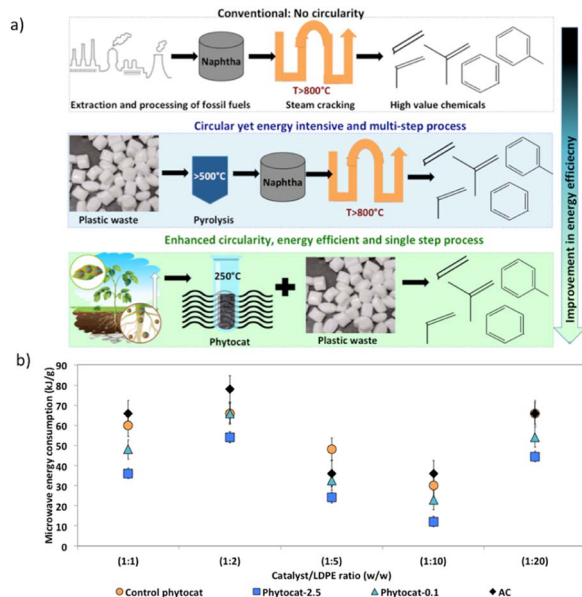 a)
Conventional: No circularity
Naphtha
T>800°C
Extraction and processing of fossil fuels
Steam cracking
High value chemicals
Circular yet energy intensive and multi-step process
>500°C
Naphtha
T>800°C
Plastic waste
Pyrolysis
Enhanced circularity, energy efficient and single step process
250°C
Phytocat
Plastic waste
Improvement in energy efficiecny
b)
Microwave energy consumption (kJ/g)
90
80
70
60
50
40
30
20
10
0
(1:1)
(1:2)
(1:5)
(1:10)
(1:20)
Catalyst/LDPE ratio (w/w)
Control phytocat
Phytocat-2.5
Phytocat-0.1
AC